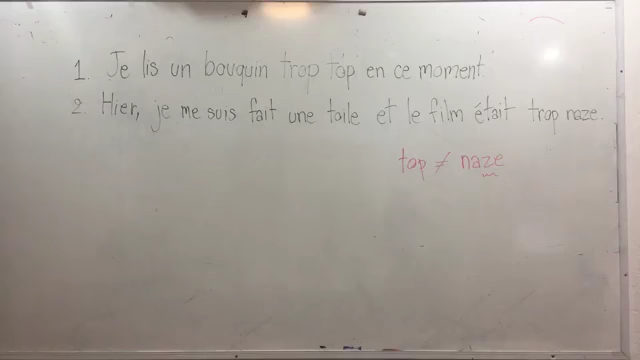 1. Je lis un bouquin trop top en ce moment.
2. Hier, je me suis fait une toile et le film était trop naze.
top ≠ naze